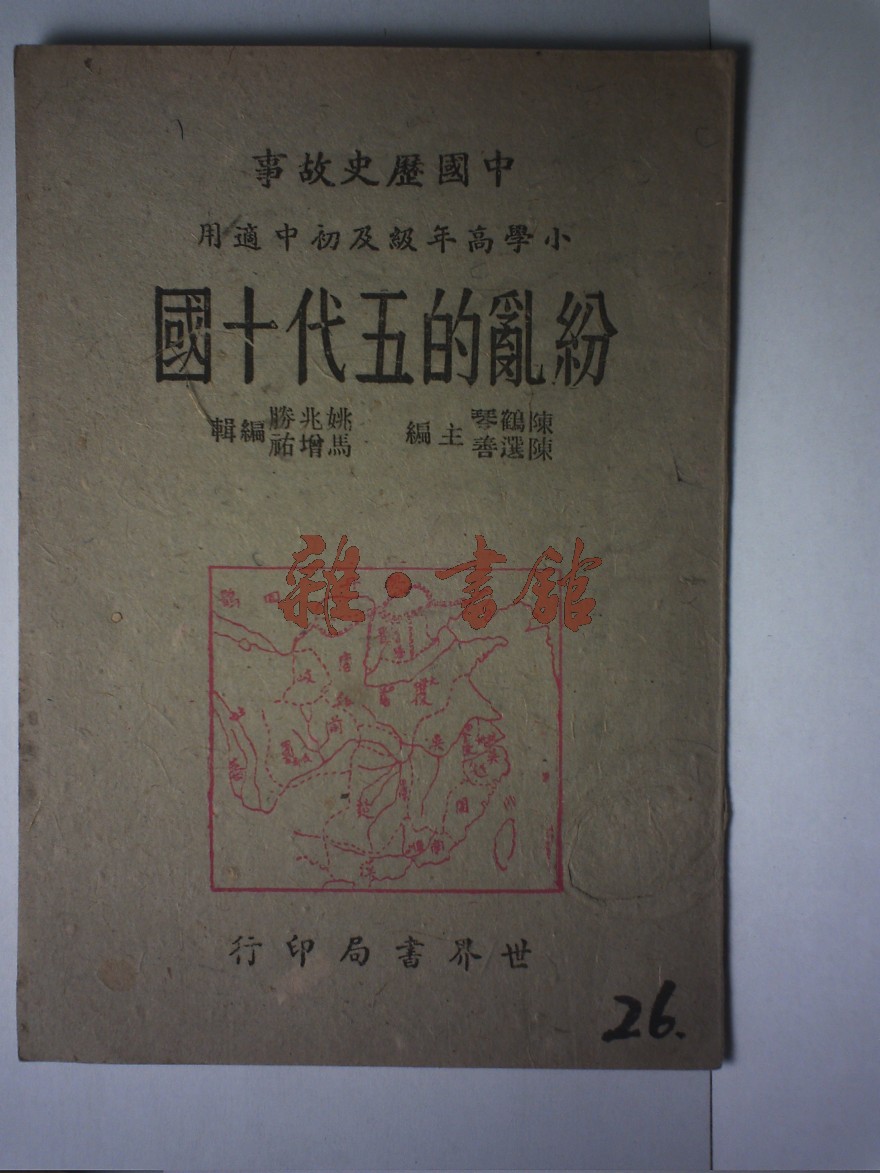 中國歷史故事
小學高年級及初中適用
紛亂的五代十國
陳鶴琴 陳選善 主編 姚兆勝 馬增祐 編輯
雜·書館
世界書局印行
26.